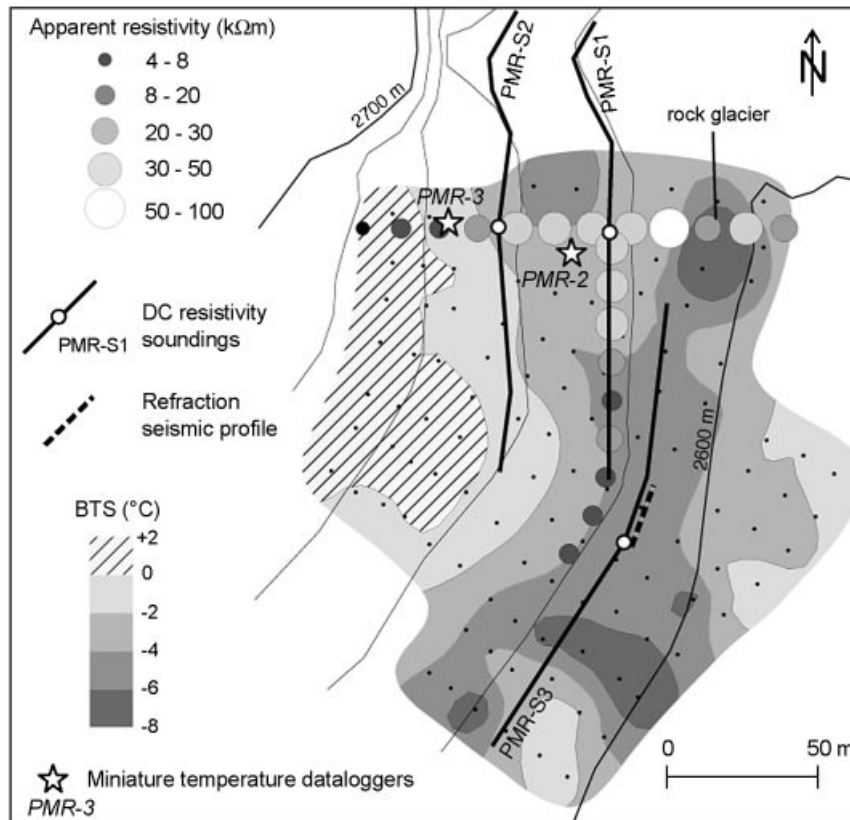 Apparent resistivity (kΩm)
4 - 8
8 - 20
20 - 30
30 - 50
50 - 100
DC resistivity
soundings
PMR-S1
Refraction
seismic profile
BTS (°C)
+2
0
-2
-4
-6
-8
Miniature temperature dataloggers
PMR-3
2700 m
PMR-S2
PMR-S1
N
rock glacier
PMR-3
PMR-2
2600 m
PMR-S3
0 50 m